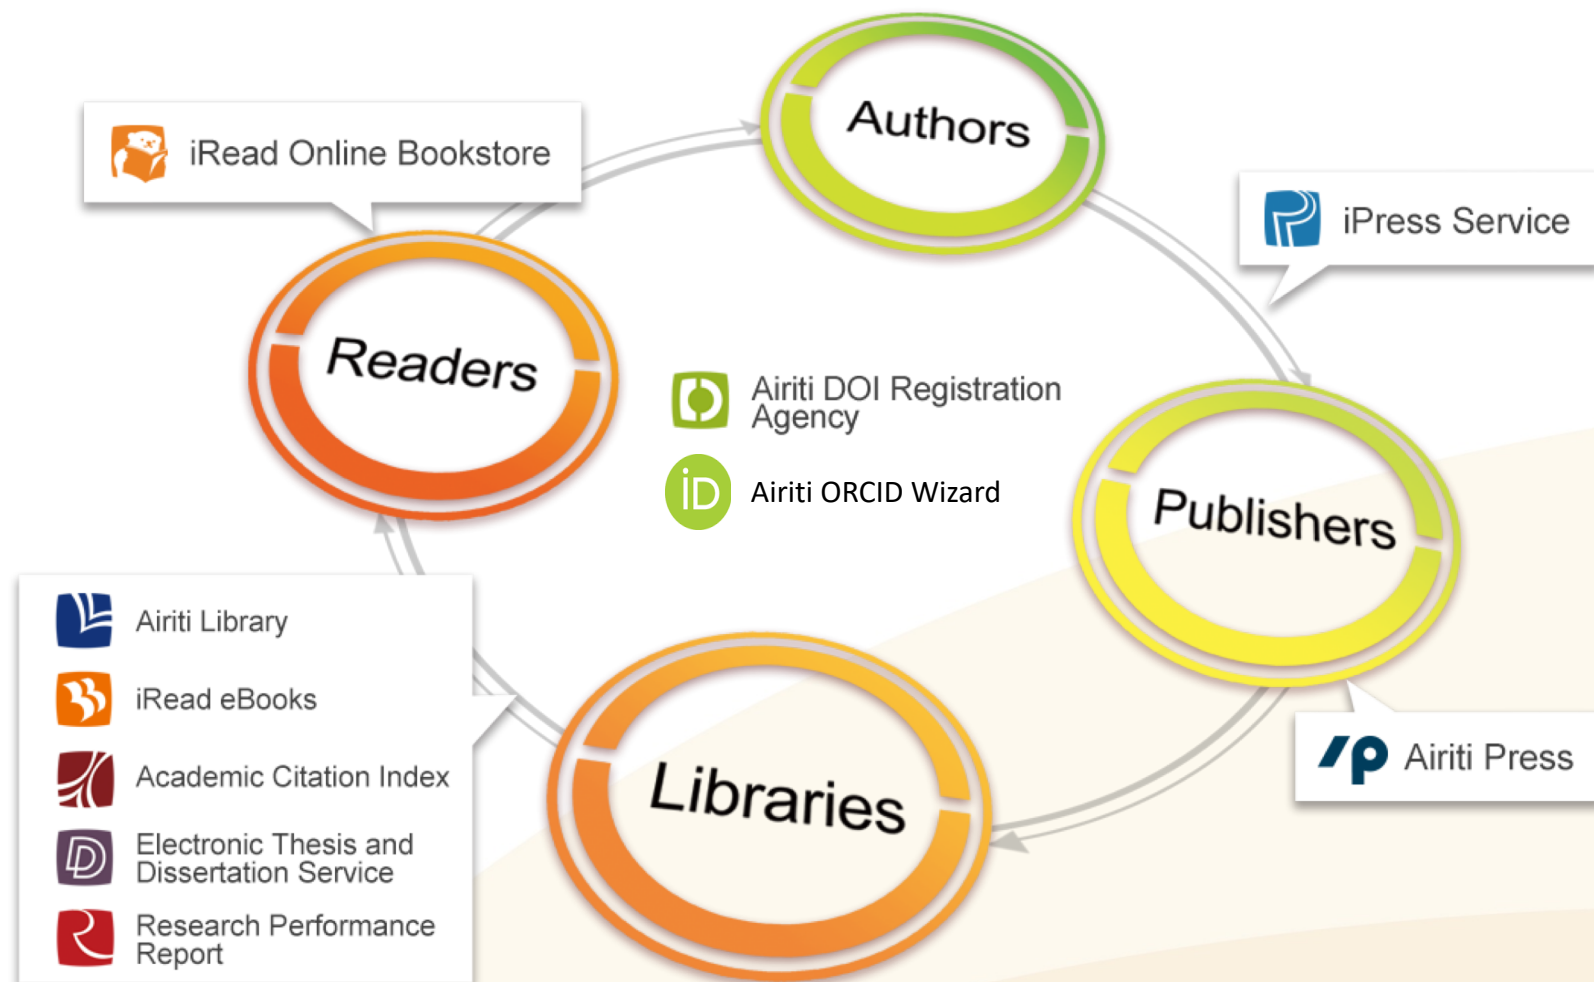 Authors
iRead Online Bookstore
iPress Service
Readers
Airiti DOI Registration
Agency
Airiti ORCID Wizard
Publishers
Airiti Library
iRead eBooks
Academic Citation Index
Electronic Thesis and
Dissertation Service
Research Performance
Report
Libraries
Airiti Press